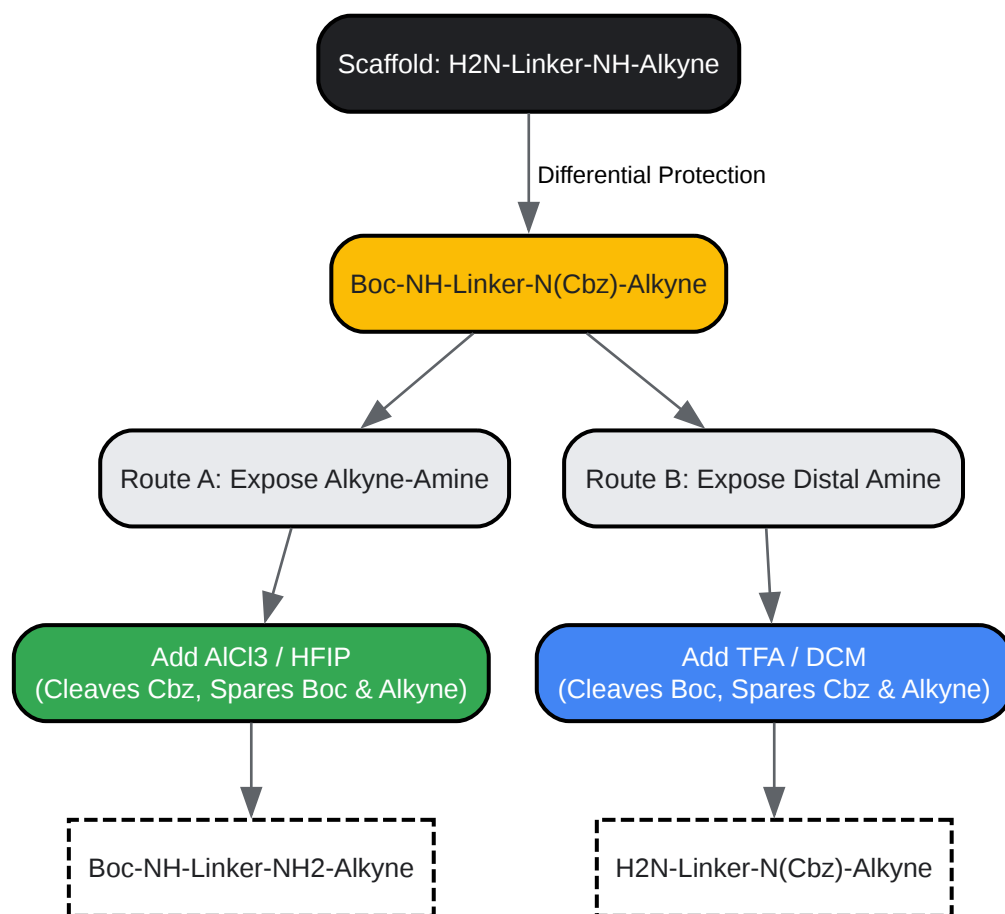 Scaffold: H2N-Linker-NH-Alkyne
Differential Protection
Boc-NH-Linker-N(Cbz)-Alkyne
Route A: Expose Alkyne-Amine
Route B: Expose Distal Amine
Add AlCl3 / HFIP
(Cleaves Cbz, Spares Boc & Alkyne)
Add TFA / DCM
(Cleaves Boc, Spares Cbz & Alkyne)
Boc-NH-Linker-NH2-Alkyne
H2N-Linker-N(Cbz)-Alkyne